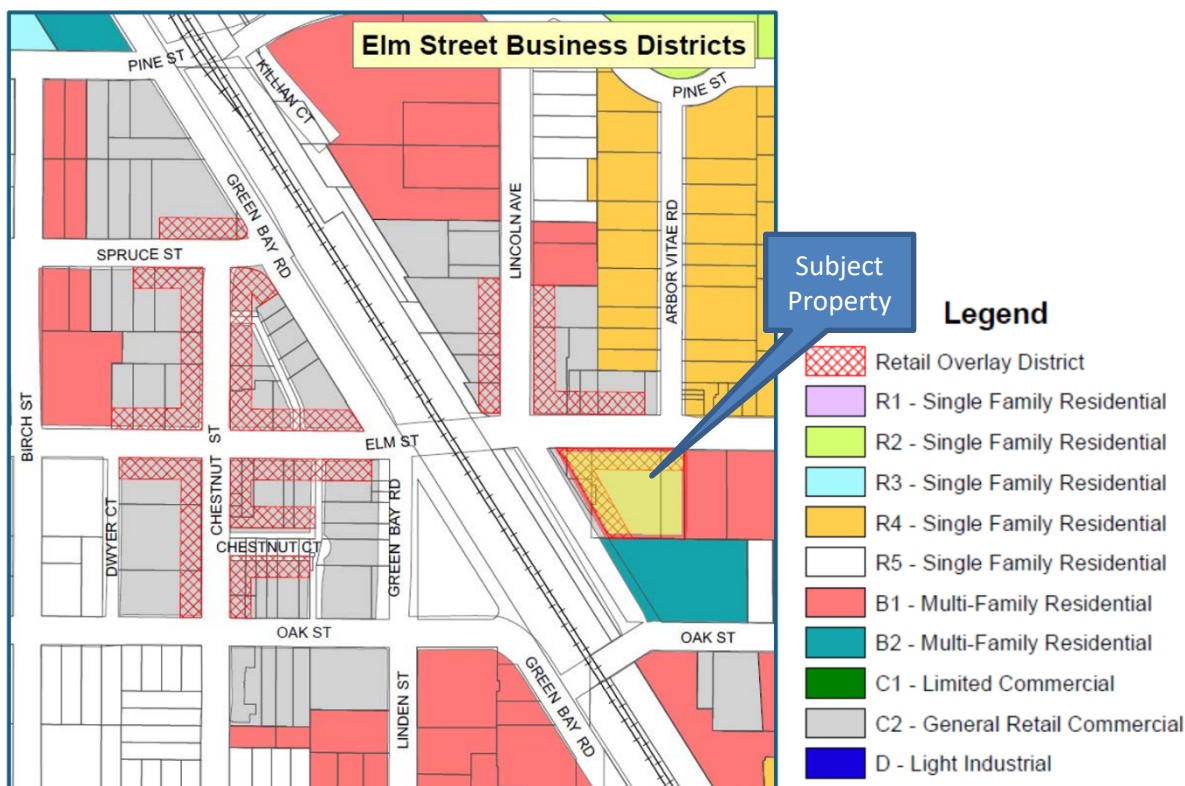 Elm Street Business Districts
PINE ST
KILLIAN CT
PINE ST
GREEN BAY RD
LINCOLN AVE
ARBOR VITAE RD
SPRUCE ST
Subject
Property
BIRCH ST
CHESTNUT ST
ELM ST
DWYER CT
CHESTNUT CT
GREEN BAY RD
OAK ST
OAK ST
LINDEN ST
GREEN BAY RD
Legend
Retail Overlay District
R1 - Single Family Residential
R2 - Single Family Residential
R3 - Single Family Residential
R4 - Single Family Residential
R5 - Single Family Residential
B1 - Multi-Family Residential
B2 - Multi-Family Residential
C1 - Limited Commercial
C2 - General Retail Commercial
D - Light Industrial